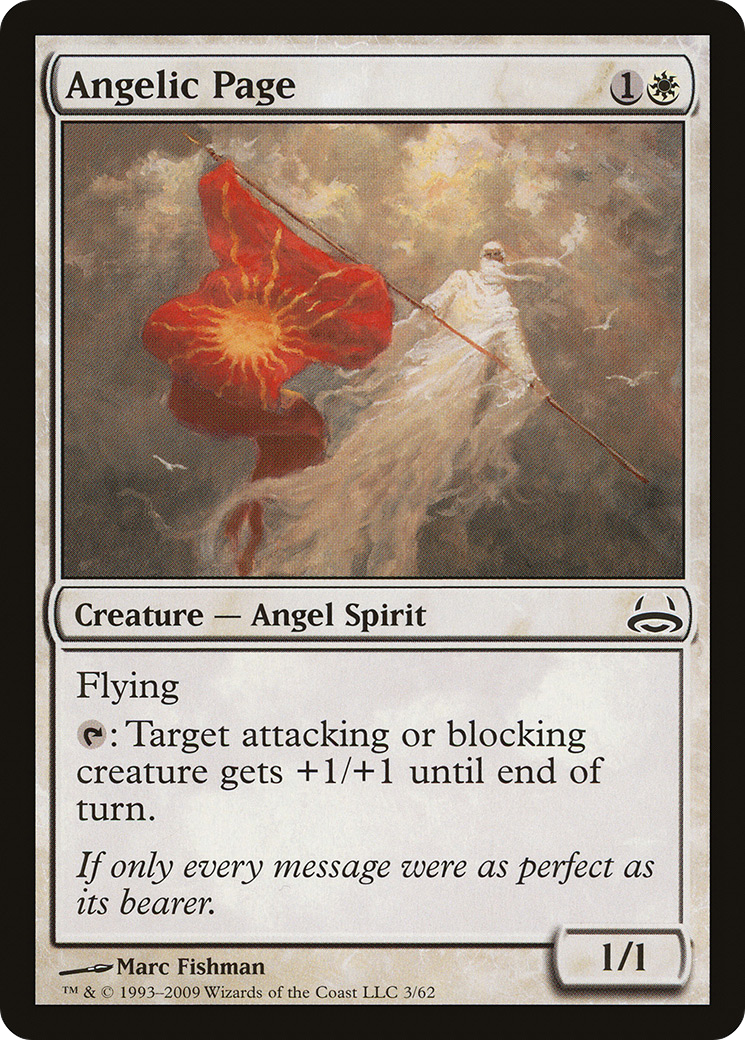 Angelic Page 1
Creature — Angel Spirit
Flying
: Target attacking or blocking
creature gets +1/+1 until end of
turn.
If only every message were as perfect as
its bearer.
1/1
Marc Fishman
™ & © 1993–2009 Wizards of the Coast LLC 3/62